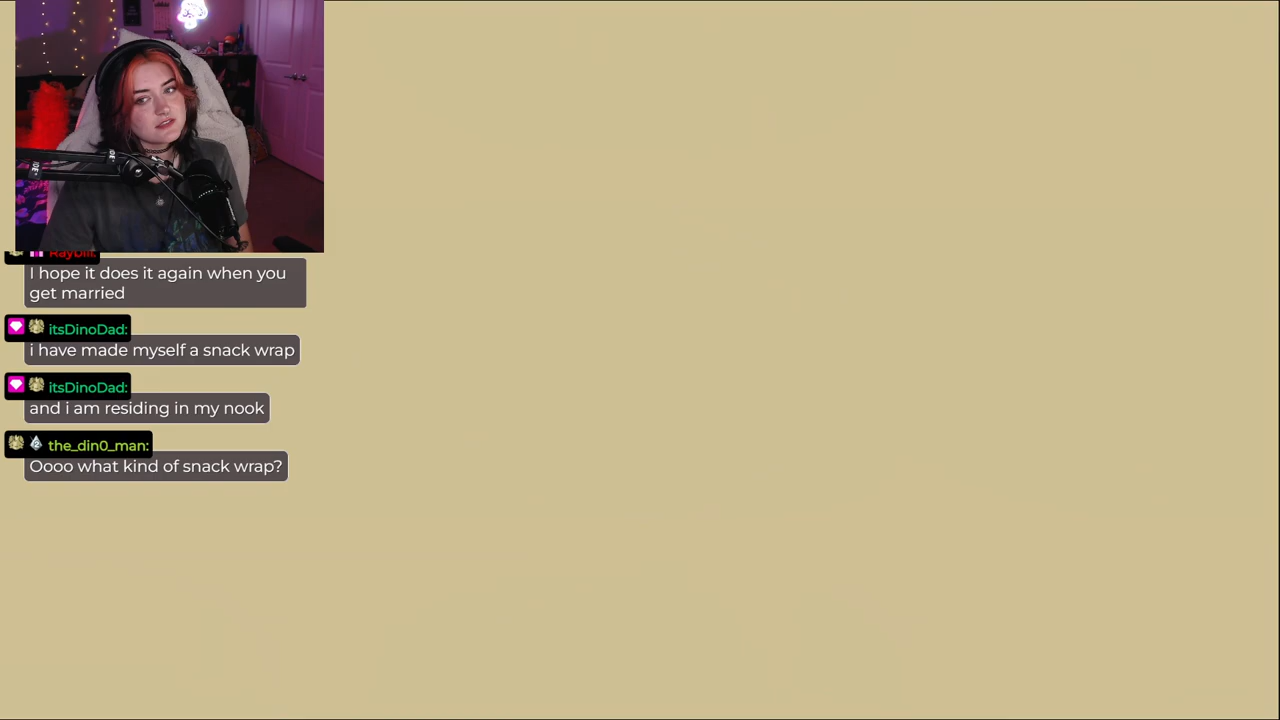 Raybill:
I hope it does it again when you
get married
itsDinoDad:
i have made myself a snack wrap
itsDinoDad:
and i am residing in my nook
the_din0_man:
Oooo what kind of snack wrap?